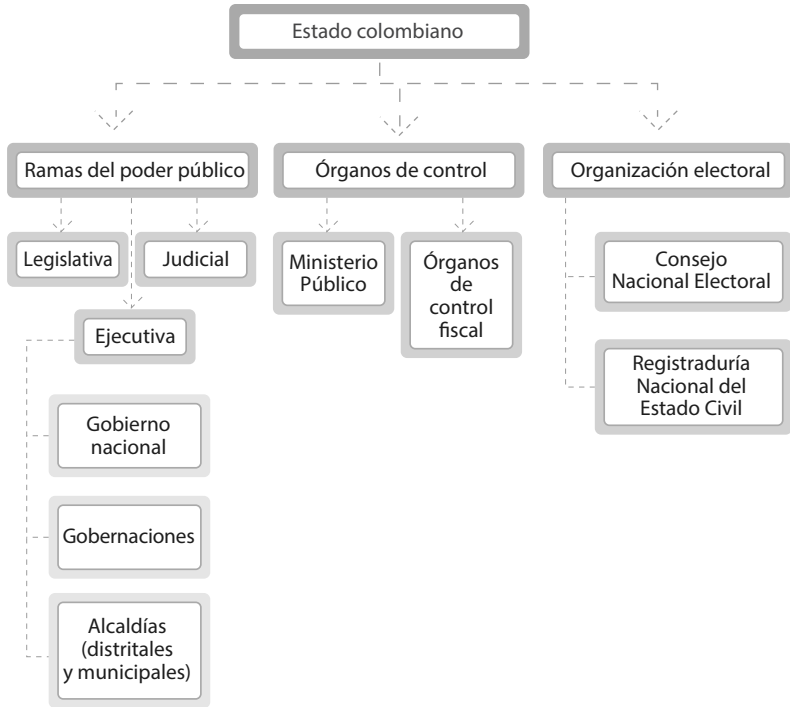 Estado colombiano
Ramas del poder público
Órganos de control
Organización electoral
Legislativa
Judicial
Ejecutiva
Gobierno
nacional
Gobernaciones
Alcaldías
(distritales
y municipales)
Ministerio
Público
Órganos
de
control
fiscal
Consejo
Nacional Electoral
Registraduría
Nacional del
Estado Civil